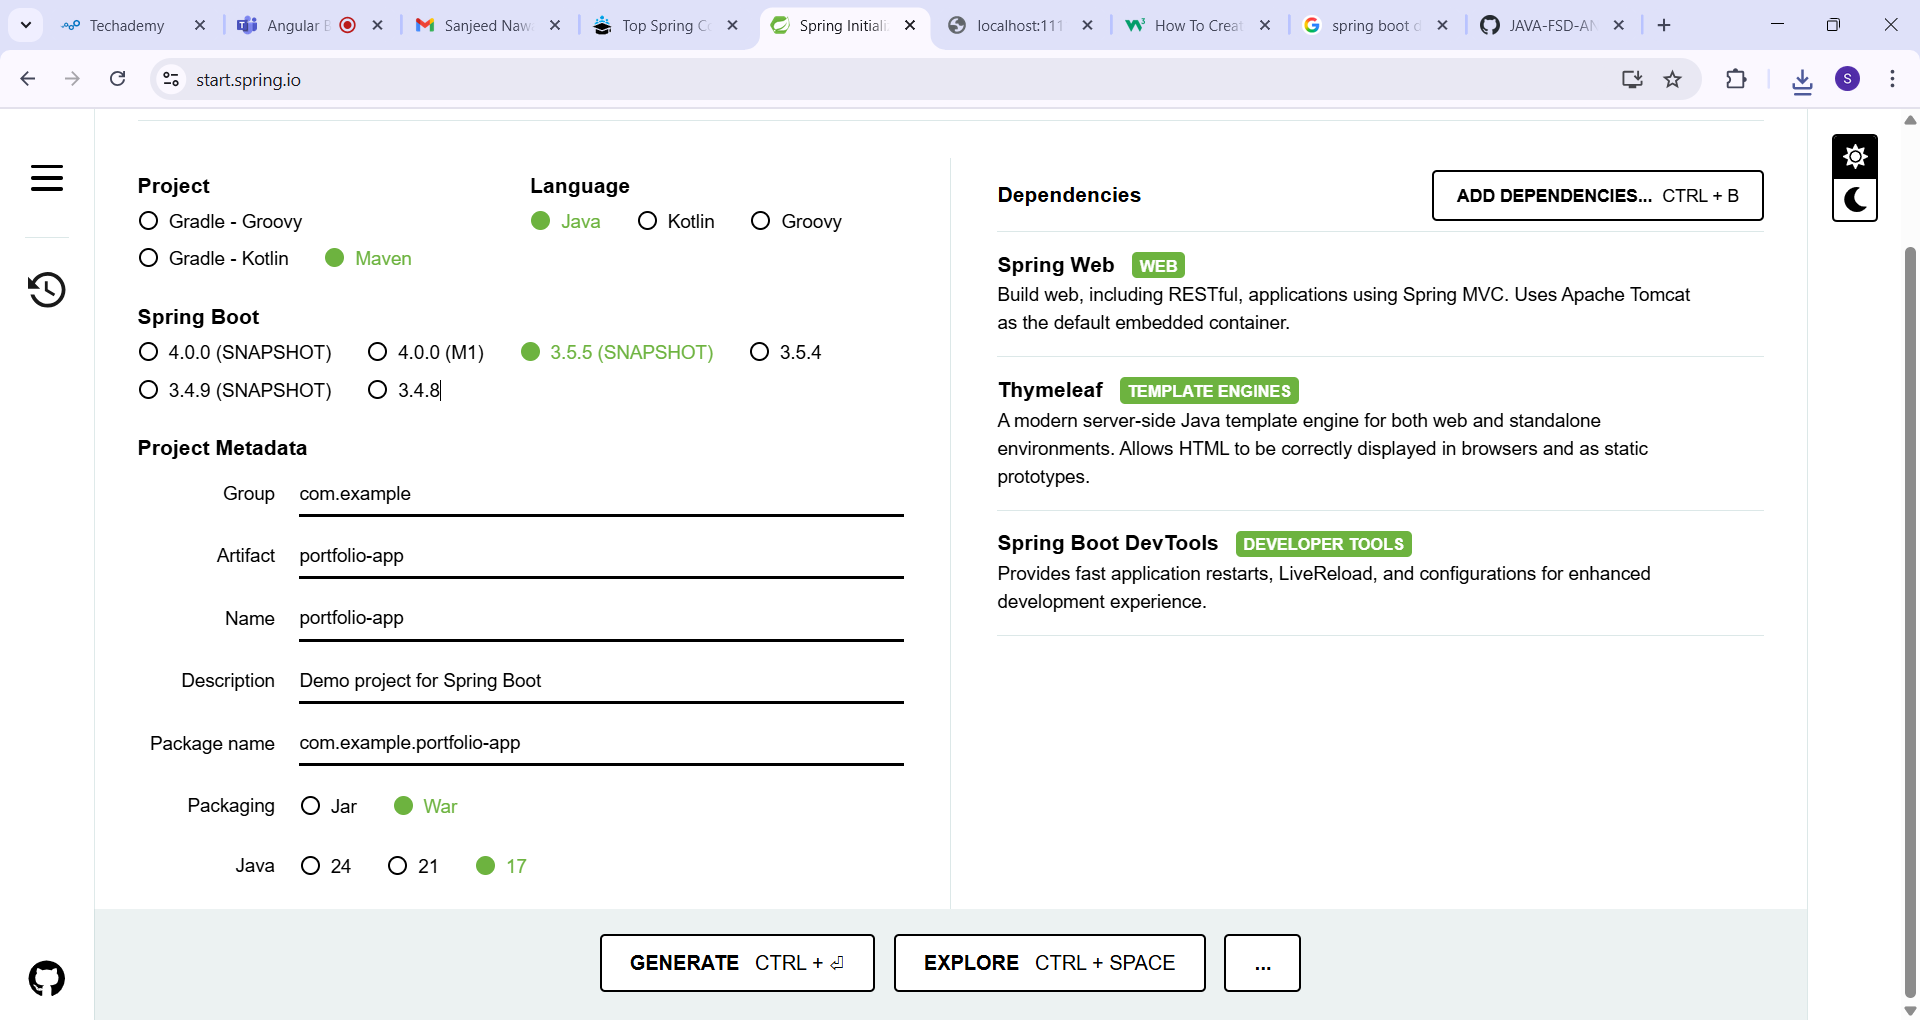 Techademy
Angular B
Sanjeed Naw
Top Spring Co
Spring Initializ
localhost:111
How To Creat
spring boot d
JAVA-FSD-AN
start.spring.io
S
Project
Gradle - Groovy
Gradle - Kotlin
Maven
Language
Java
Kotlin
Groovy
Spring Boot
4.0.0 (SNAPSHOT)
4.0.0 (M1)
3.5.5 (SNAPSHOT)
3.5.4
3.4.9 (SNAPSHOT)
3.4.8
Project Metadata
Group com.example
Artifact portfolio-app
Name portfolio-app
Description Demo project for Spring Boot
Package name com.example.portfolio-app
Packaging Jar War
Java 24 21 17
Dependencies
ADD DEPENDENCIES... CTRL + B
Spring Web WEB
Build web, including RESTful, applications using Spring MVC. Uses Apache Tomcat
as the default embedded container.
Thymeleaf TEMPLATE ENGINES
A modern server-side Java template engine for both web and standalone
environments. Allows HTML to be correctly displayed in browsers and as static
prototypes.
Spring Boot DevTools DEVELOPER TOOLS
Provides fast application restarts, LiveReload, and configurations for enhanced
development experience.
GENERATE CTRL + ⏎
EXPLORE CTRL + SPACE
...